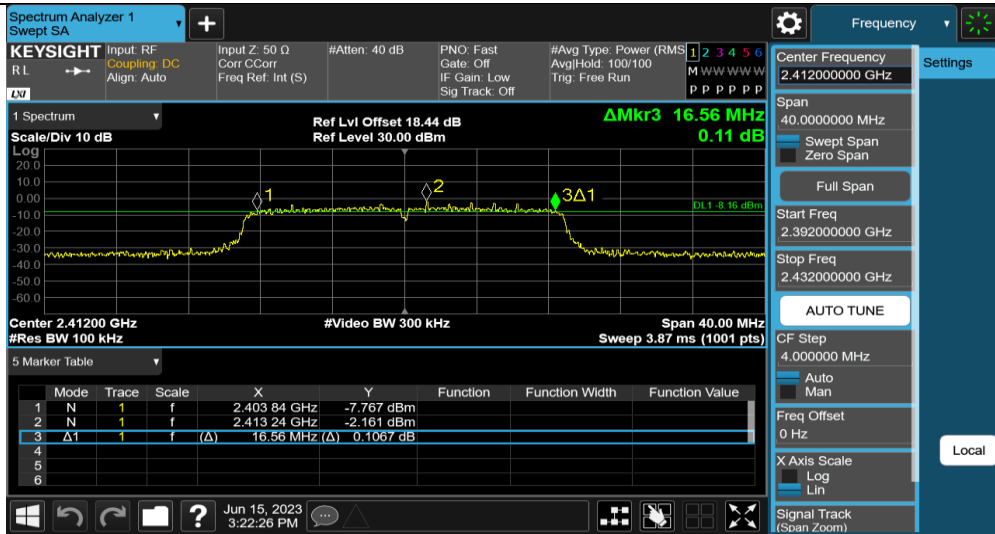 Spectrum Analyzer 1
Swept SA
Frequency
KEYSIGHT
R L
LXI
Input: RF
Coupling: DC
Align: Auto
Input Z: 50 Ω
Corr CCorr
Freq Ref: Int (S)
#Atten: 40 dB
PNO: Fast
Gate: Off
IF Gain: Low
Sig Track: Off
#Avg Type: Power (RMS
Avg|Hold: 100/100
Trig: Free Run
1 2 3 4 5 6
M W W W W W
P P P P P P
1 Spectrum
Scale/Div 10 dB
Ref Lvl Offset 18.44 dB
Ref Level 30.00 dBm
ΔMkr3 16.56 MHz
0.11 dB
Log
20.0
10.0
0.00
-10.0
-20.0
-30.0
-40.0
-50.0
-60.0
1
2
3Δ1
DL1 -8.16 dBm
Center 2.41200 GHz
#Res BW 100 kHz
#Video BW 300 kHz
Span 40.00 MHz
Sweep 3.87 ms (1001 pts)
5 Marker Table
Mode Trace Scale X Y Function Function Width Function Value
1 N 1 f 2.403 84 GHz -7.767 dBm
2 N 1 f 2.413 24 GHz -2.161 dBm
3 Δ1 1 f (Δ) 16.56 MHz (Δ) 0.1067 dB
4
5
6
Jun 15, 2023
3:22:26 PM
Center Frequency
2.412000000 GHz
Span
40.0000000 MHz
Swept Span
Zero Span
Full Span
Start Freq
2.392000000 GHz
Stop Freq
2.432000000 GHz
AUTO TUNE
CF Step
4.000000 MHz
Auto
Man
Freq Offset
0 Hz
X Axis Scale
Log
Lin
Signal Track
(Span Zoom)
Settings
Local